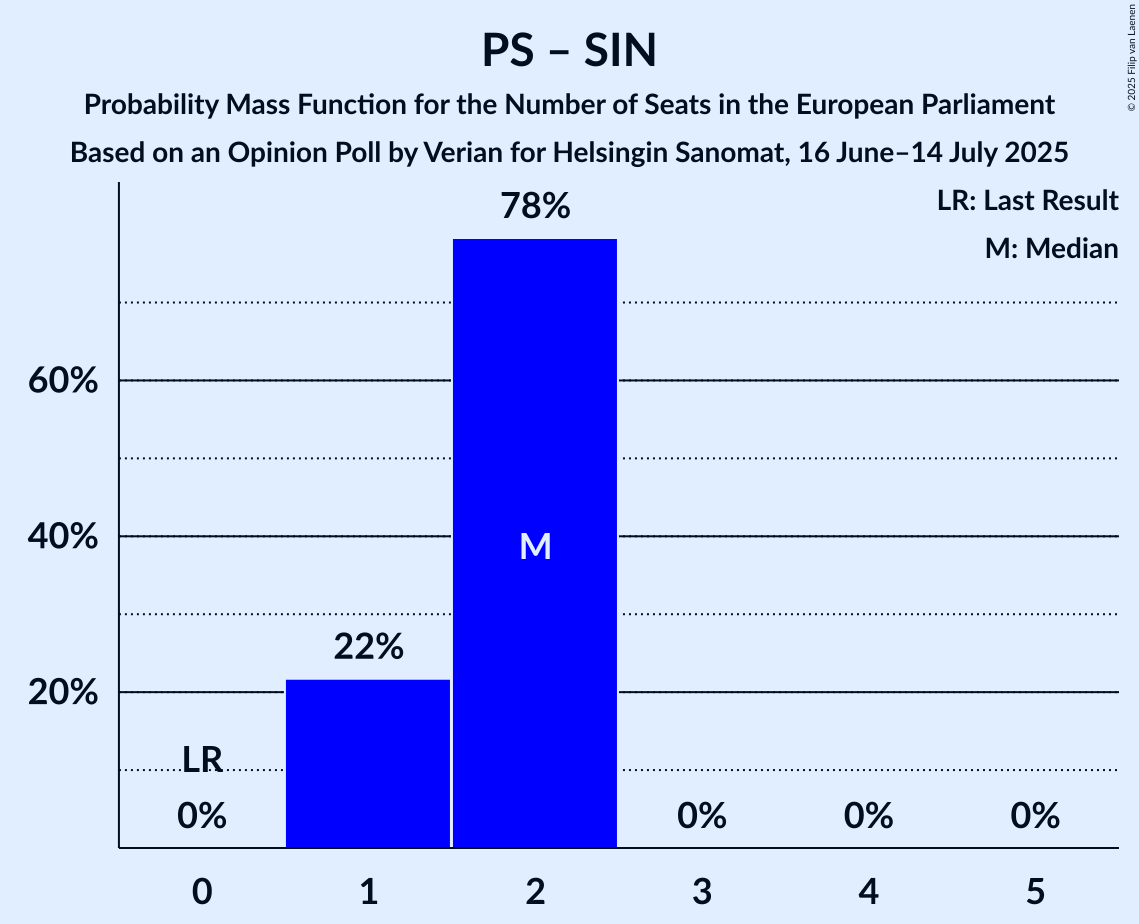 PS – SIN
Probability Mass Function for the Number of Seats in the European Parliament
Based on an Opinion Poll by Verian for Helsingin Sanomat, 16 June–14 July 2025
© 2025 Filip van Laenen
LR: Last Result
M: Median
78%
60%
40%
M
22%
20%
LR
0%
0%
0%
0%
0
1
2
3
4
5